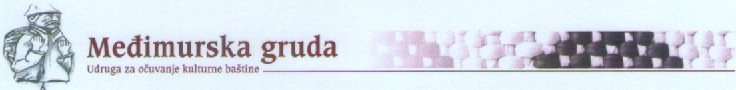 Međimurska gruda
Udruga za očuvanje kulturne baštine